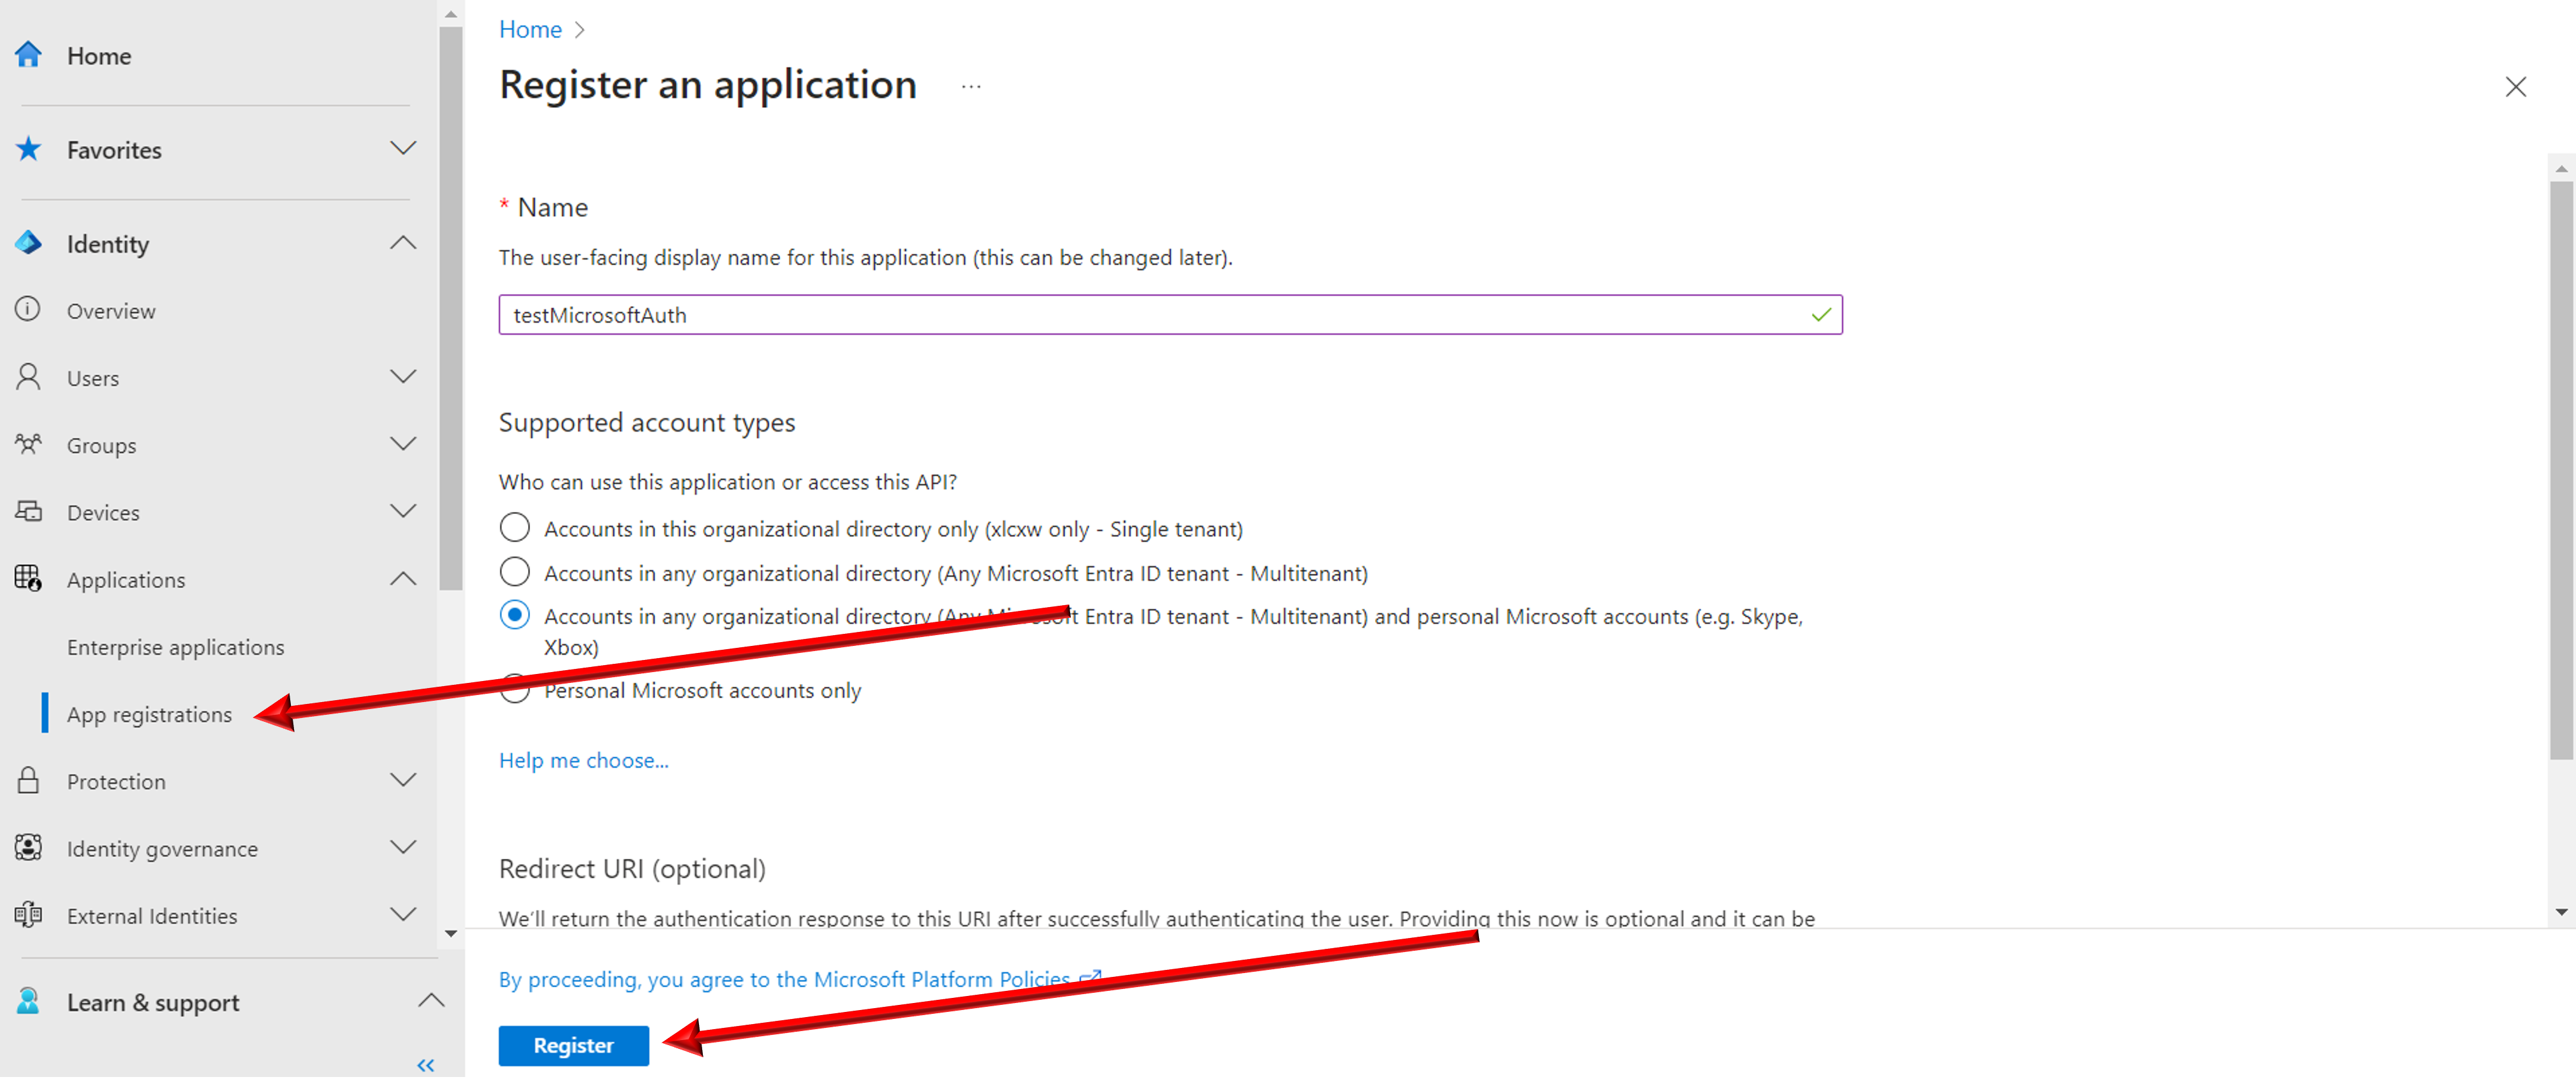 Home
Favorites
Identity
Overview
Users
Groups
Devices
Applications
Enterprise applications
App registrations
Protection
Identity governance
External Identities
Learn & support
Home
Register an application
* Name
The user-facing display name for this application (this can be changed later).
testMicrosoftAuth
Supported account types
Who can use this application or access this API?
Accounts in this organizational directory only (xlcxw only - Single tenant)
Accounts in any organizational directory (Any Microsoft Entra ID tenant - Multitenant)
Accounts in any organizational directory (Any Microsoft Entra ID tenant - Multitenant) and personal Microsoft accounts (e.g. Skype,
Xbox)
Personal Microsoft accounts only
Help me choose...
Redirect URI (optional)
We'll return the authentication response to this URI after successfully authenticating the user. Providing this now is optional and it can be
By proceeding, you agree to the Microsoft Platform Policies
Register